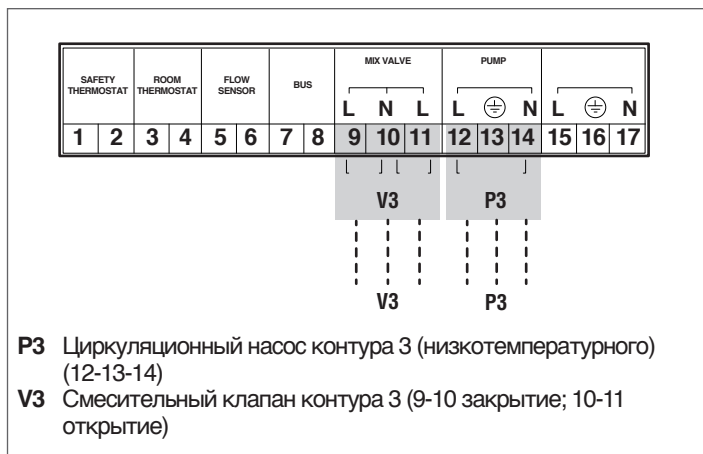 MIX VALVE PUMP
SAFETY THERMOSTAT ROOM THERMOSTAT FLOW SENSOR BUS
L N L L N L N
1 2 3 4 5 6 7 8 9 10 11 12 13 14 15 16 17
V3 P3
V3 P3
P3 Циркуляционный насос контура 3 (низкотемпературного)
(12-13-14)
V3 Смесительный клапан контура 3 (9-10 закрытие; 10-11
открытие)